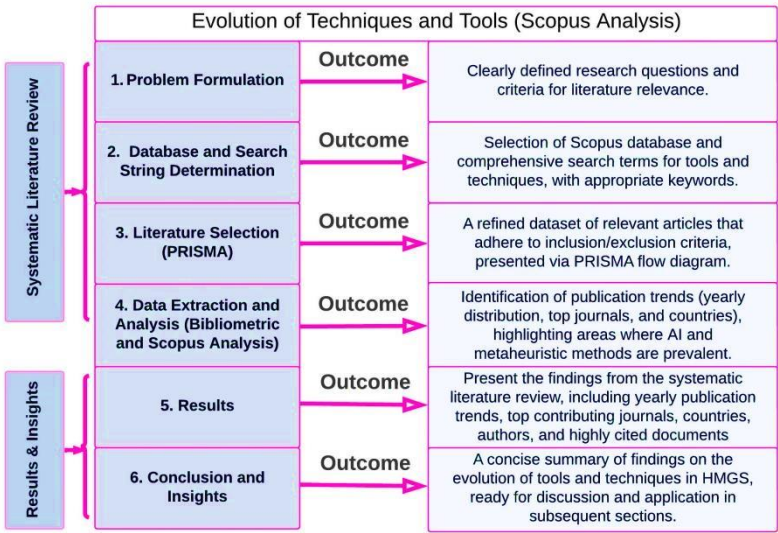 Evolution of Techniques and Tools (Scopus Analysis)
Systematic Literature Review
1. Problem Formulation
Outcome
Clearly defined research questions and
criteria for literature relevance.
2. Database and Search
String Determination
Outcome
Selection of Scopus database and
comprehensive search terms for tools and
techniques, with appropriate keywords.
3. Literature Selection
(PRISMA)
Outcome
A refined dataset of relevant articles that
adhere to inclusion/exclusion criteria,
presented via PRISMA flow diagram.
4. Data Extraction and
Analysis (Bibliometric
and Scopus Analysis)
Outcome
Identification of publication trends (yearly
distribution, top journals, and countries),
highlighting areas where AI and
metaheuristic methods are prevalent.
Results & Insights
5. Results
Outcome
Present the findings from the systematic
literature review, including yearly publication
trends, top contributing journals, countries,
authors, and highly cited documents
6. Conclusion and
Insights
Outcome
A concise summary of findings on the
evolution of tools and techniques in HMGS,
ready for discussion and application in
subsequent sections.